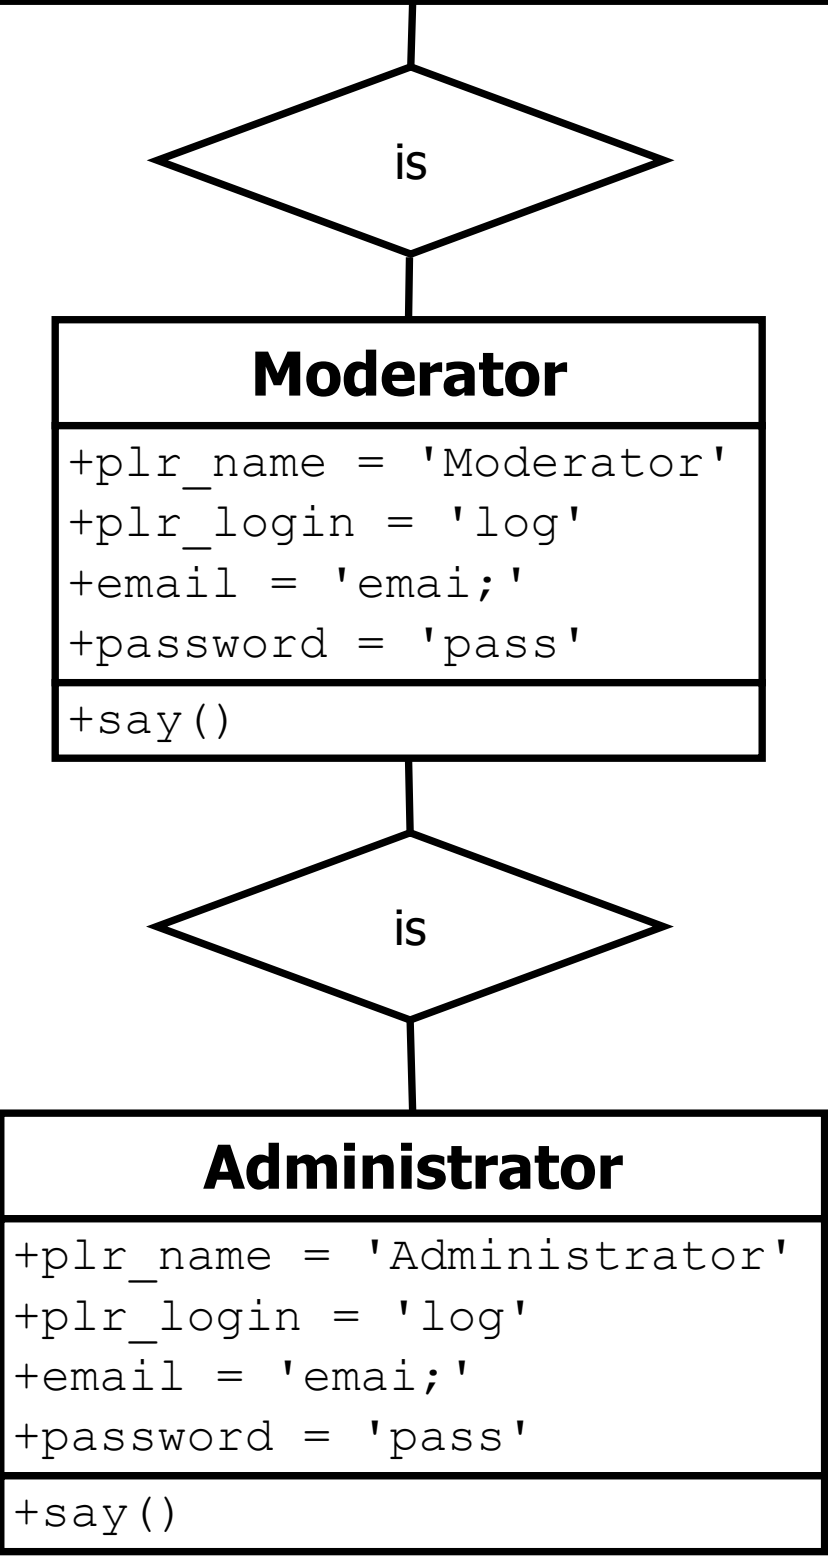 is
Moderator
+plr_name = 'Moderator'
+plr_login = 'log'
+email = 'emai;'
+password = 'pass'
+say()
is
Administrator
+plr_name = 'Administrator'
+plr_login = 'log'
+email = 'emai;'
+password = 'pass'
+say()